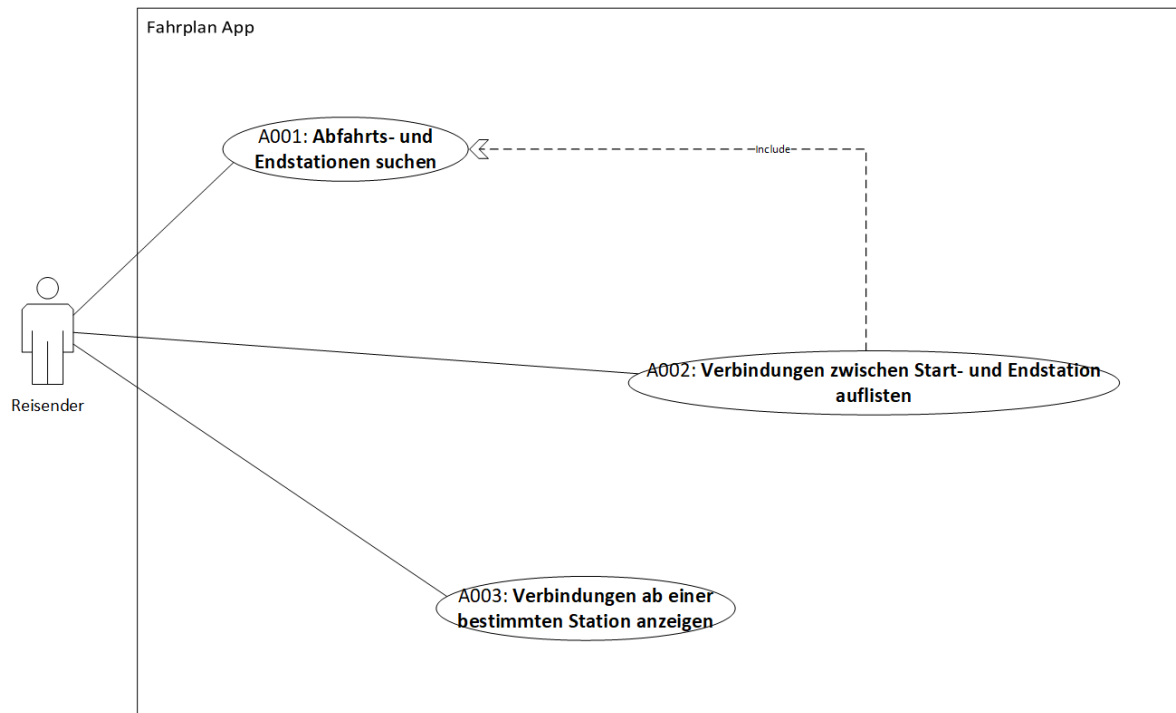 Fahrplan App
A001: Abfahrts- und
Endstationen suchen
Include
A002: Verbindungen zwischen Start- und Endstation
auflisten
Reisender
A003: Verbindungen ab einer
bestimmten Station anzeigen